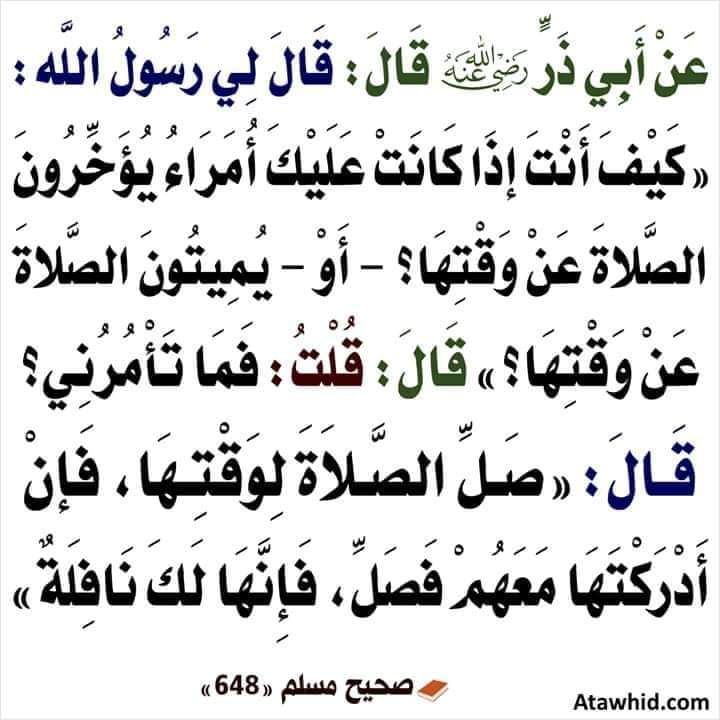 عَنْ أَبِي ذَرٍّ رَضِيَ اللَّهُ عَنْهُ قَالَ : قَالَ لِي رَسُولُ اللَّه :
« كَيْفَ أَنْتَ إِذَا كَانَتْ عَلَيْكَ أُمَرَاءُ يُؤَخِّرُونَ
الصَّلَاةَ عَنْ وَقْتِهَا؟ - أَوْ - يُمِيتُونَ الصَّلَاةَ
عَنْ وَقْتِهَا؟ » قَالَ : قُلْتُ : فَمَا تَأْمُرُنِي؟
قَالَ : « صَلِّ الصَّلَاةَ لِوَقْتِهَا ، فَإِنْ
أَدْرَكْتَهَا مَعَهُمْ فَصَلِّ ، فَإِنَّهَا لَكَ نَافِلَةٌ »
صحيح مسلم « 648 »
Atawhid.com